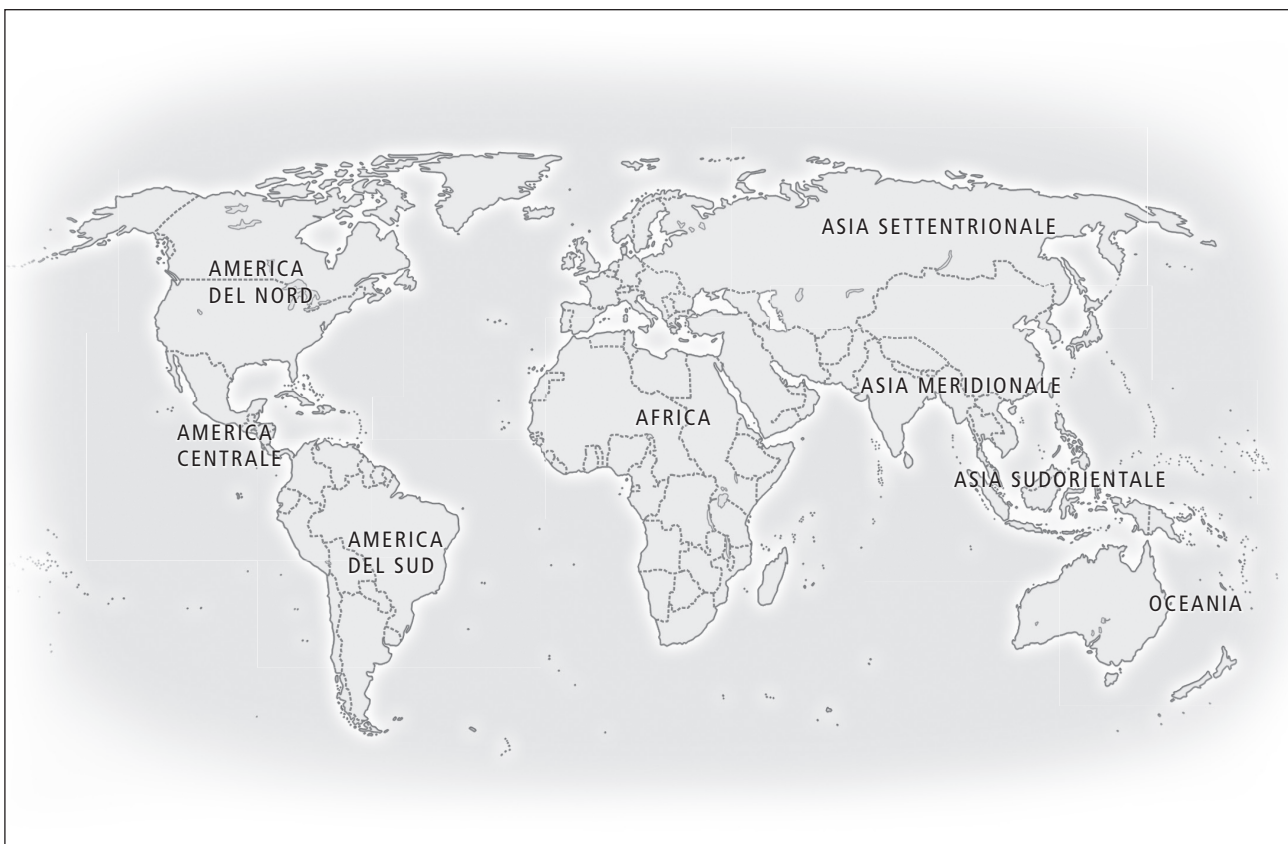 ASIA SETTENTRIONALE
AMERICA
DEL NORD
ASIA MERIDIONALE
AFRICA
AMERICA
CENTRALE
ASIA SUDORIENTALE
AMERICA
DEL SUD
OCEANIA